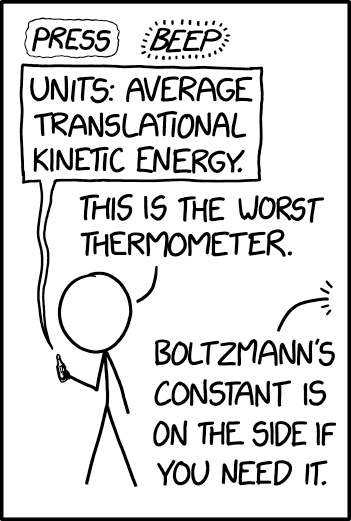 PRESS BEEP
UNITS: AVERAGE
TRANSLATIONAL
KINETIC ENERGY.
THIS IS THE WORST
THERMOMETER.
BOLTZMANN'S
CONSTANT IS
ON THE SIDE IF
YOU NEED IT.